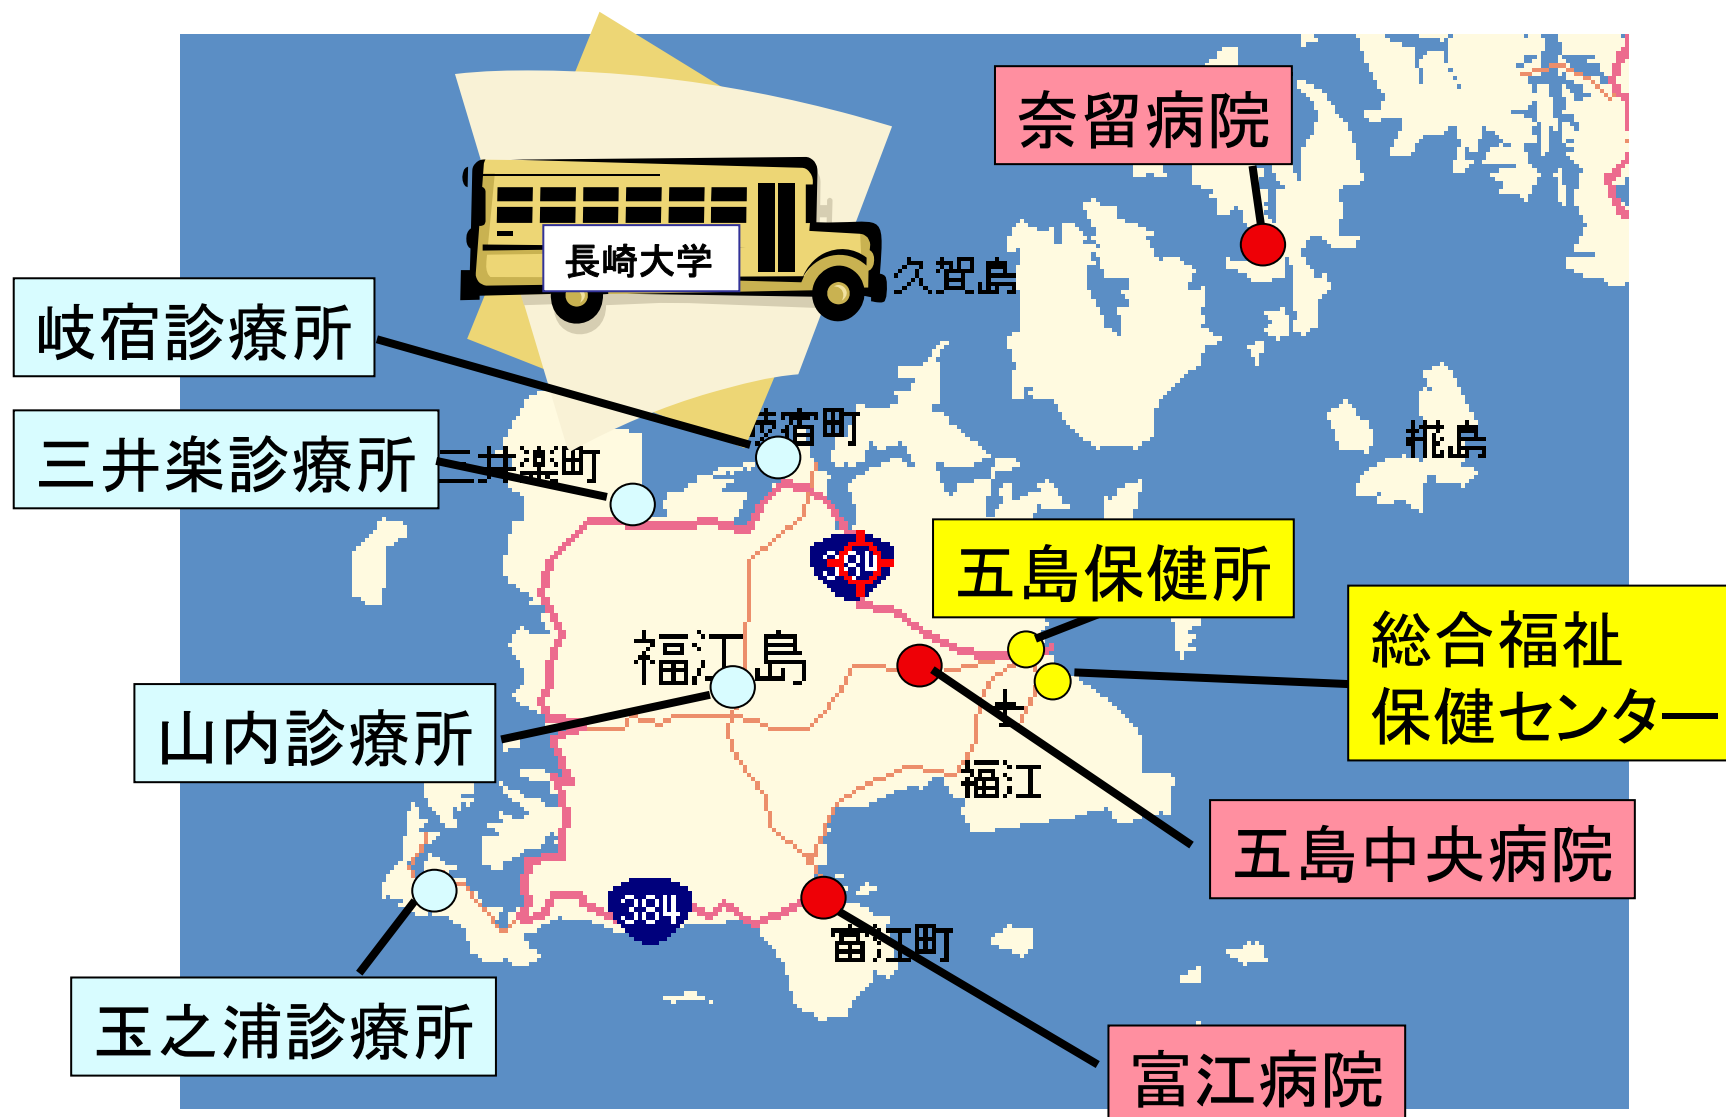 奈留病院
長崎大学
久賀島
岐宿診療所
岐宿町
三井楽診療所
三井楽町
椛島
384
五島保健所
総合福祉
保健センター
福江島
山内診療所
福江
五島中央病院
384
富江町
玉之浦診療所
富江病院